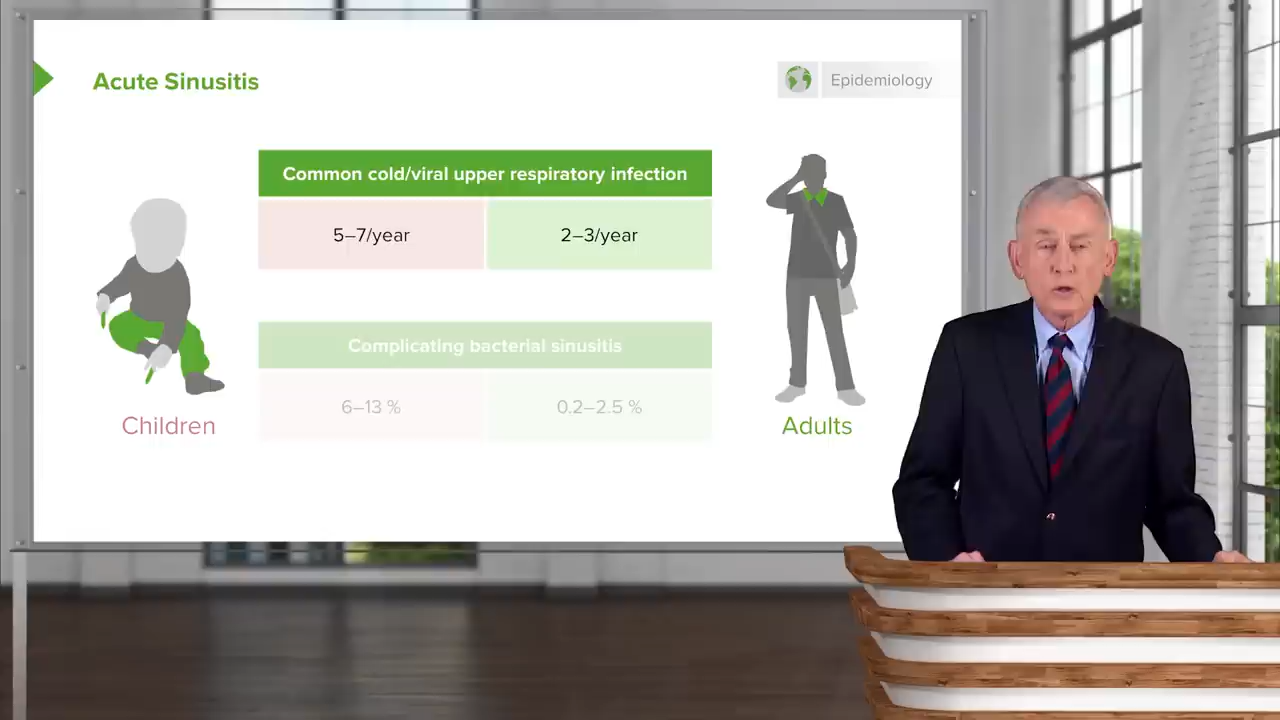 Acute Sinusitis
Epidemiology
Common cold/viral upper respiratory infection
5–7/year
2–3/year
Complicating bacterial sinusitis
6–13 %
0.2–2.5 %
Children
Adults